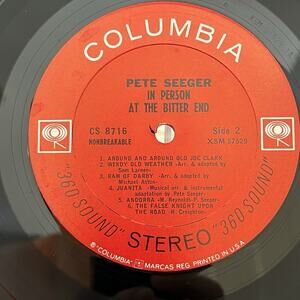 COLUMBIA
PETE SEEGER
IN PERSON
AT THE BITTER END
CS 8716
Side 2
NONBREAKABLE
XSM 57529
1. AROUND AND AROUND OLD JOE CLARK
2. WENDY OLD WEATHER -Arr. & adapted by
Sam Larner-
3. RAM OF DARBY -Arr. & adapted by
Michael Aston-
4. JUANITA -Musical arr & instrumental
adaptation by Pete Seeger-
5. ANDORRA -M. Reynolds-P. Seeger-
6. THE FALSE KNIGHT UPON
THE ROAD -H. Creighton-
"360 SOUND" STEREO "360 SOUND"
® "COLUMBIA" MARCAS REG. PRINTED IN U.S.A.